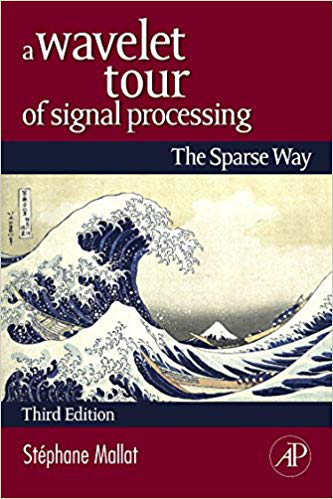 a wavelet
tour
of signal processing
The Sparse Way
Third Edition
Stéphane Mallat
AP